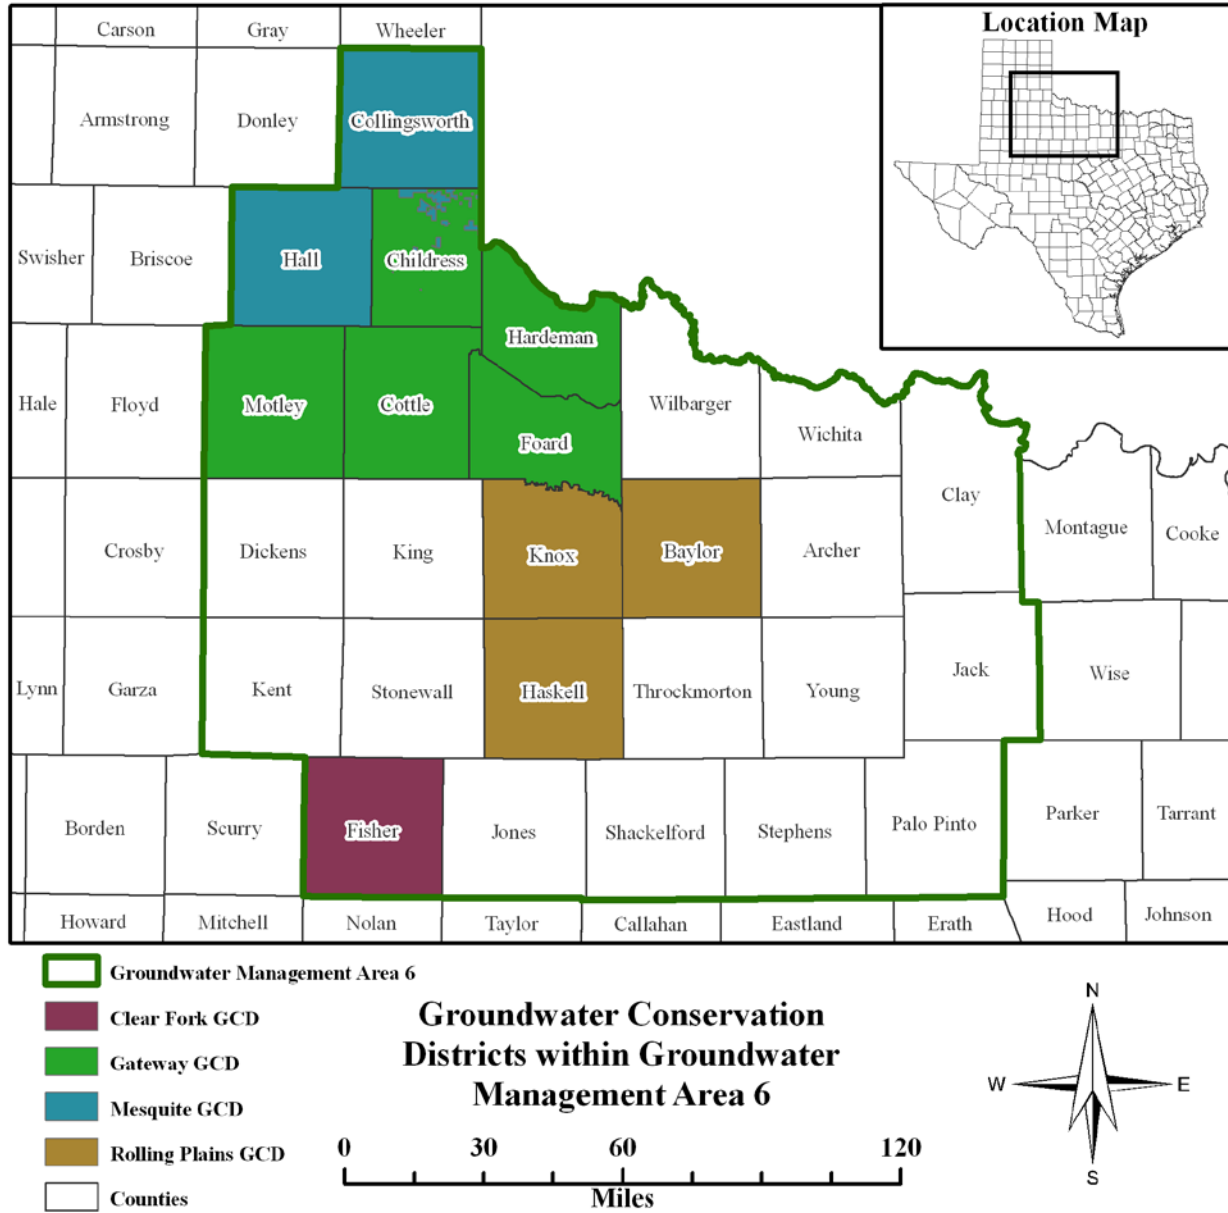 Carson
Gray
Wheeler
Location Map
Armstrong
Donley
Collingsworth
Swisher
Briscoe
Hall
Childress
Hardeman
Hale
Floyd
Motley
Cottle
Foard
Wilbarger
Wichita
Clay
Montague
Cooke
Crosby
Dickens
King
Knox
Baylor
Archer
Lynn
Garza
Kent
Stonewall
Haskell
Throckmorton
Young
Jack
Wise
Borden
Scurry
Fisher
Jones
Shackelford
Stephens
Palo Pinto
Parker
Tarrant
Howard
Mitchell
Nolan
Taylor
Callahan
Eastland
Erath
Hood
Johnson
Groundwater Management Area 6
Clear Fork GCD
Gateway GCD
Mesquite GCD
Rolling Plains GCD
Counties
Groundwater Conservation
Districts within Groundwater
Management Area 6
0 30 60 120
Miles
N
W E
S